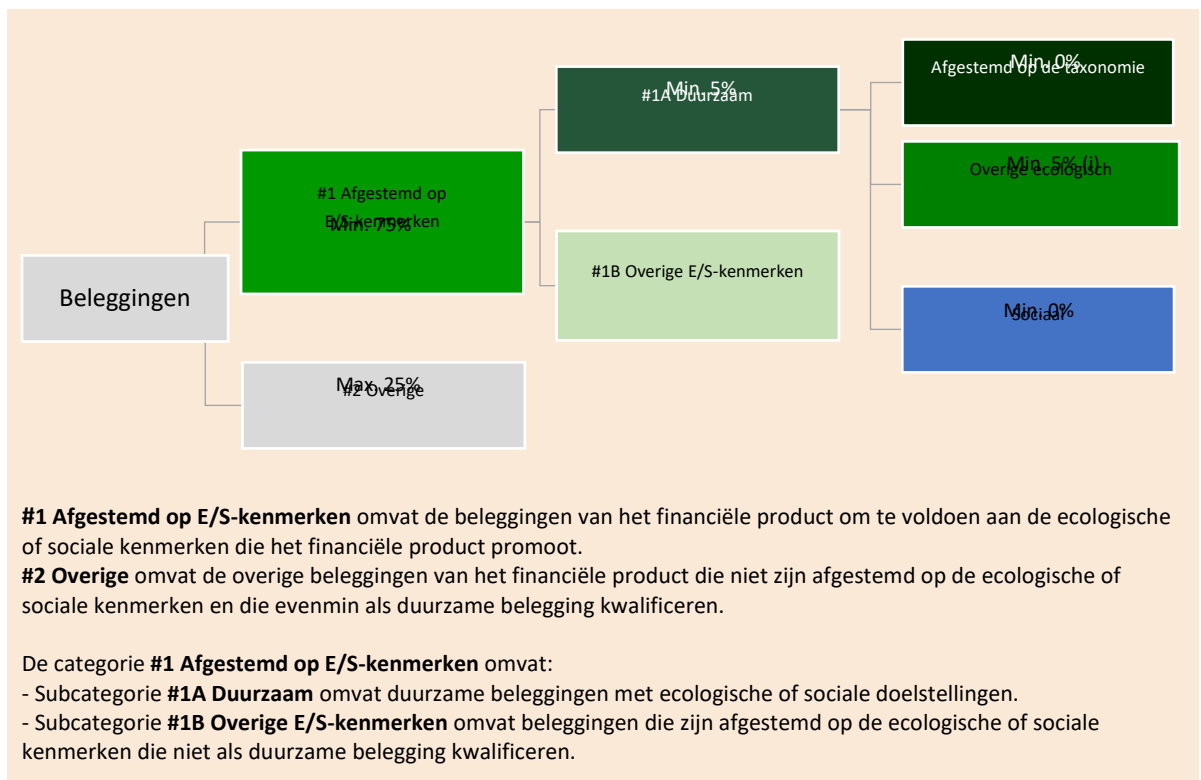 Beleggingen
#1 Afgestemd op
E/S-kenmerken
Min. 75%
Max. 25%
#2 Overige
Min. 5%
#1A Duurzaam
#1B Overige E/S-kenmerken
Min. 0%
Afgestemd op de taxonomie
Min. 5% (i)
Overige ecologisch
Min. 0%
Sociaal
#1 Afgestemd op E/S-kenmerken omvat de beleggingen van het financiële product om te voldoen aan de ecologische
of sociale kenmerken die het financiële product promoot.
#2 Overige omvat de overige beleggingen van het financiële product die niet zijn afgestemd op de ecologische of
sociale kenmerken en die evenmin als duurzame belegging kwalificeren.
De categorie #1 Afgestemd op E/S-kenmerken omvat:
- Subcategorie #1A Duurzaam omvat duurzame beleggingen met ecologische of sociale doelstellingen.
- Subcategorie #1B Overige E/S-kenmerken omvat beleggingen die zijn afgestemd op de ecologische of sociale
kenmerken die niet als duurzame belegging kwalificeren.